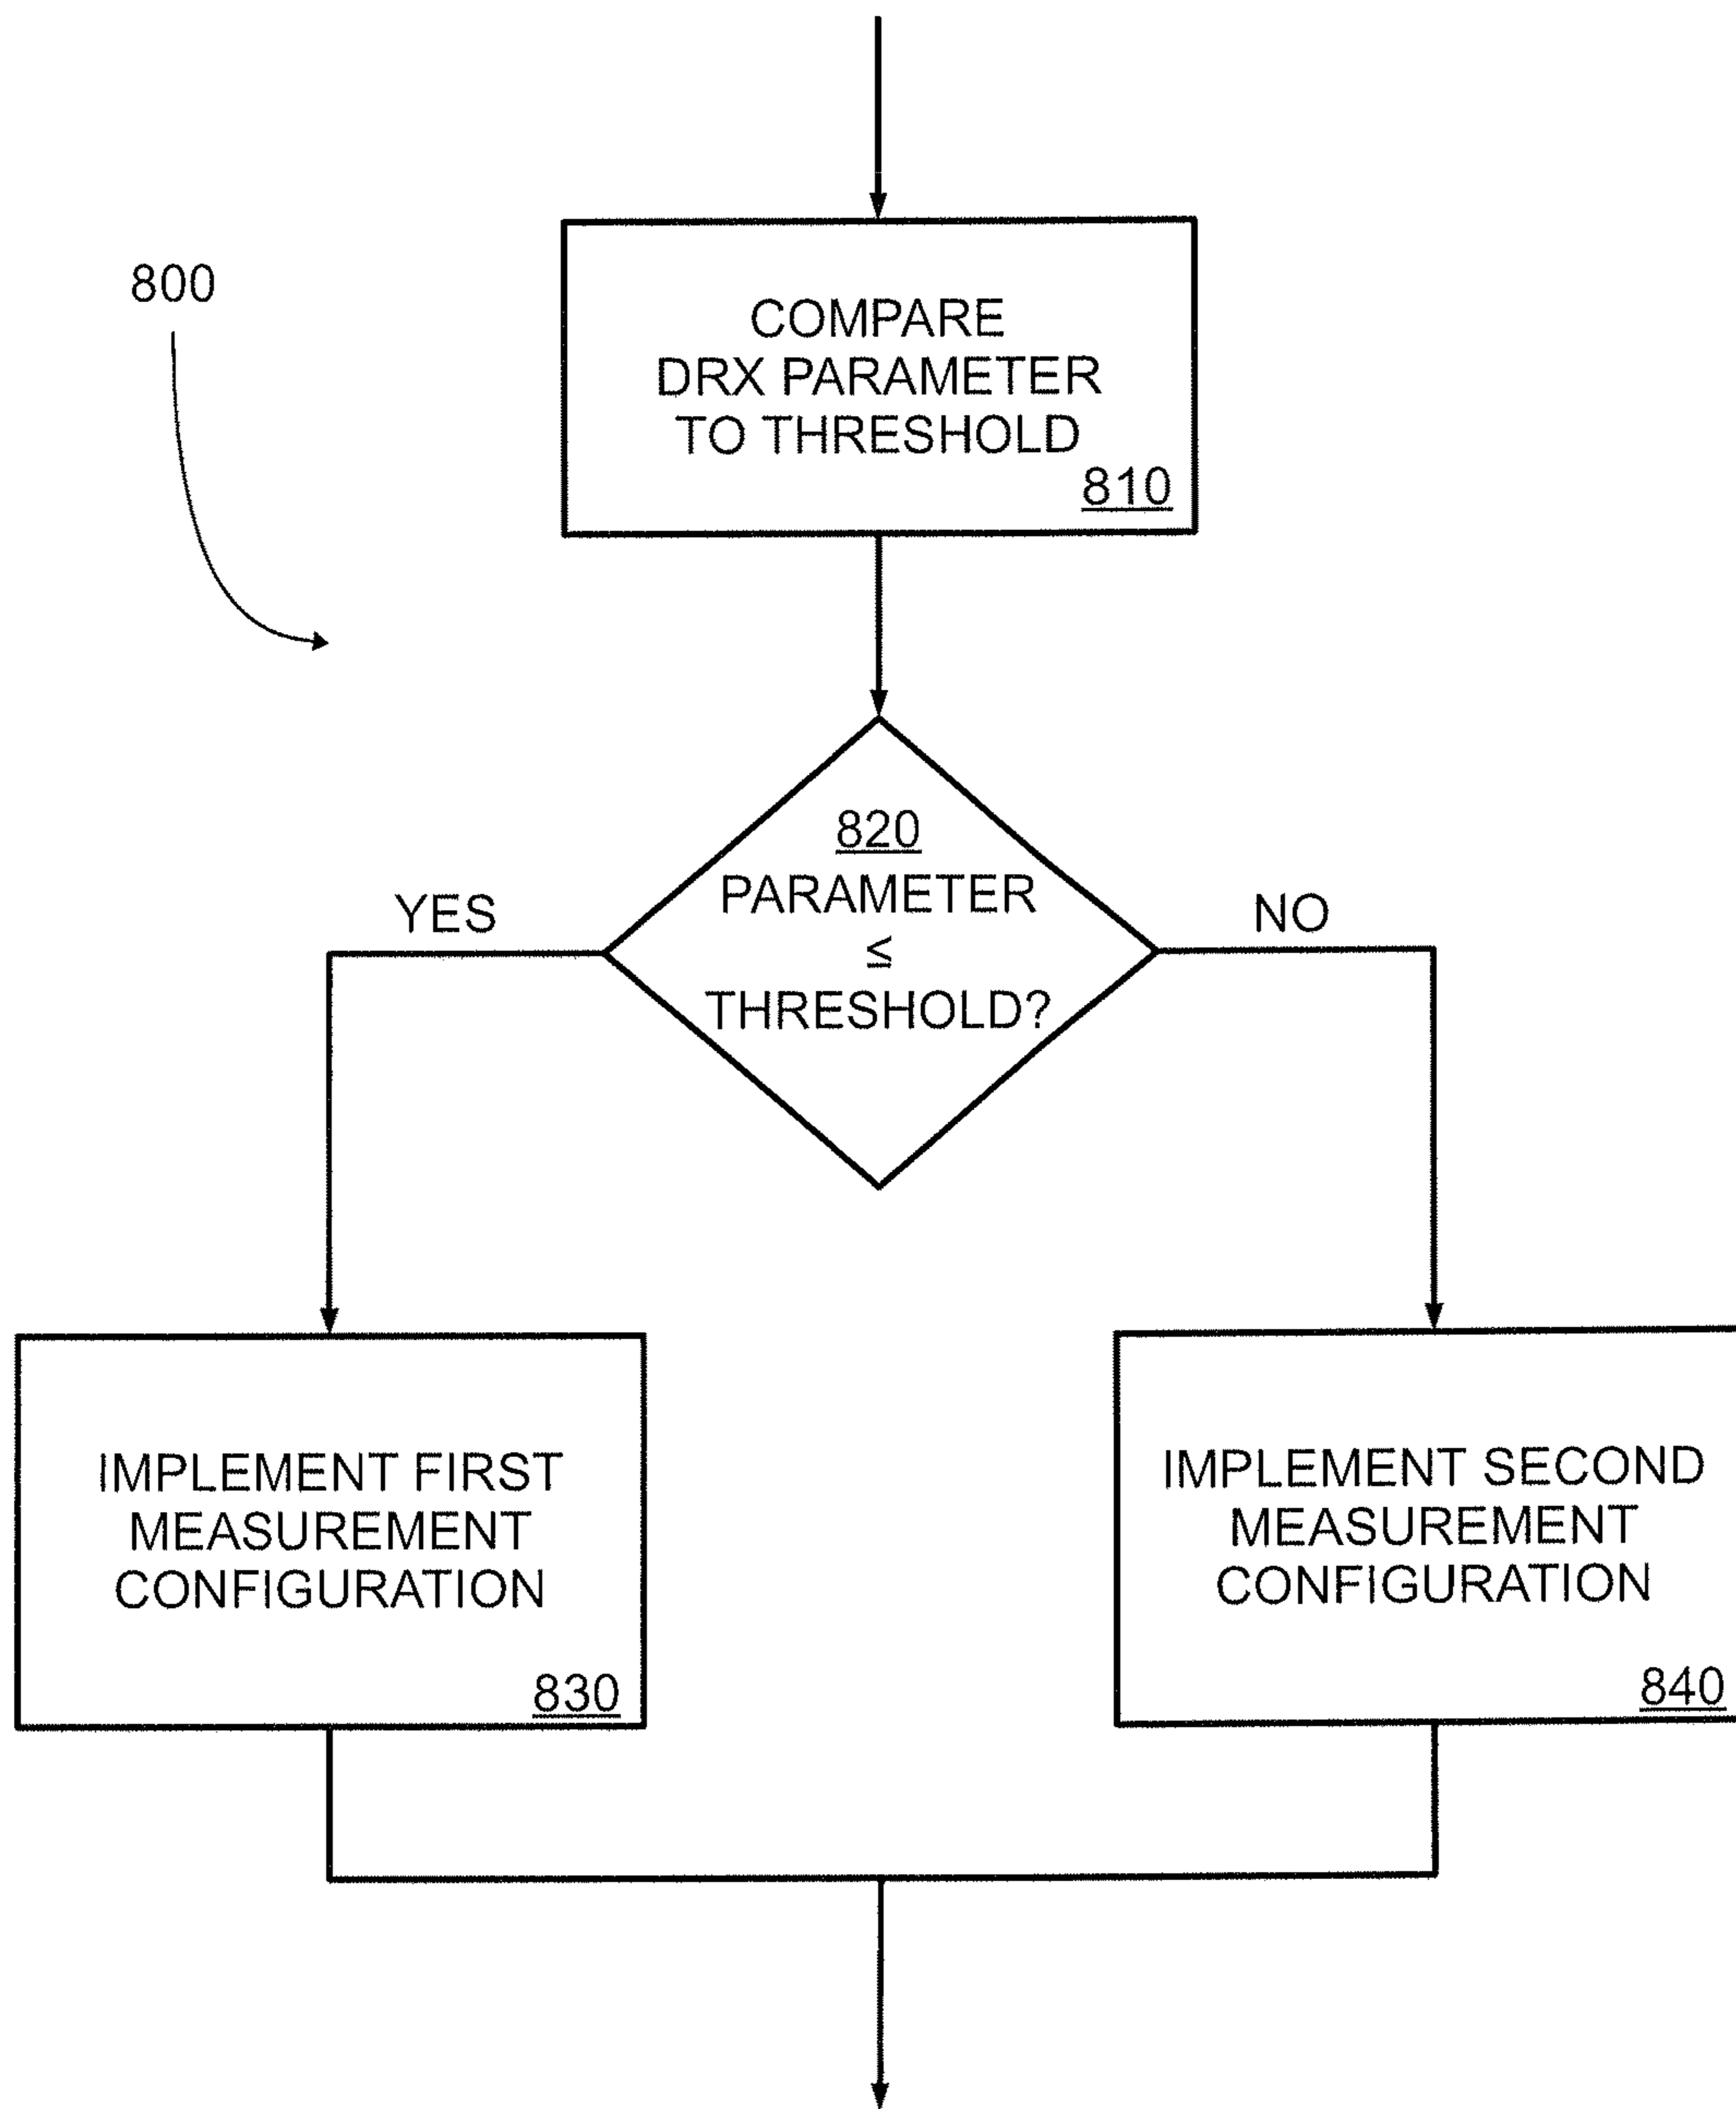 800
COMPARE
DRX PARAMETER
TO THRESHOLD
810
820
PARAMETER
≤
THRESHOLD?
YES
NO
IMPLEMENT FIRST
MEASUREMENT
CONFIGURATION
830
IMPLEMENT SECOND
MEASUREMENT
CONFIGURATION
840